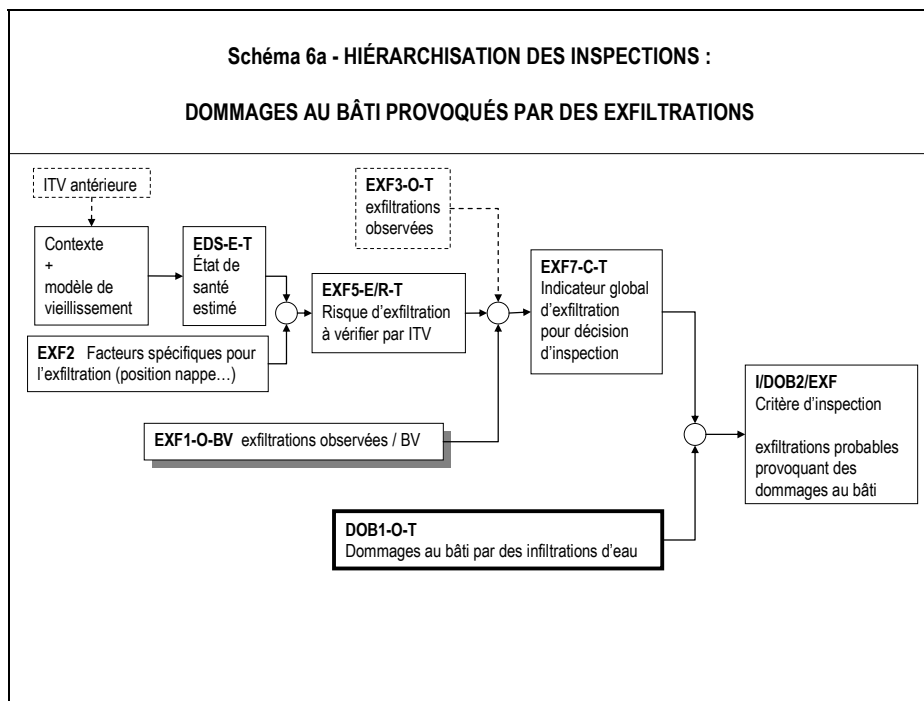 Schéma 6a - HIÉRARCHISATION DES INSPECTIONS :
DOMMAGES AU BÂTI PROVOQUÉS PAR DES EXFILTRATIONS
ITV antérieure
EXF3-O-T
exfiltrations
observées
Contexte
+
modèle de
vieillissement
EDS-E-T
État de
santé
estimé
EXF5-E/R-T
Risque d’exfiltration
à vérifier par ITV
EXF7-C-T
Indicateur global
d’exfiltration
pour décision
d’inspection
EXF2 Facteurs spécifiques pour
l’exfiltration (position nappe…)
I/DOB2/EXF
Critère d’inspection
exfiltrations probables
provoquant des
dommages au bâti
EXF1-O-BV exfiltrations observées / BV
DOB1-O-T
Dommages au bâti par des infiltrations d’eau